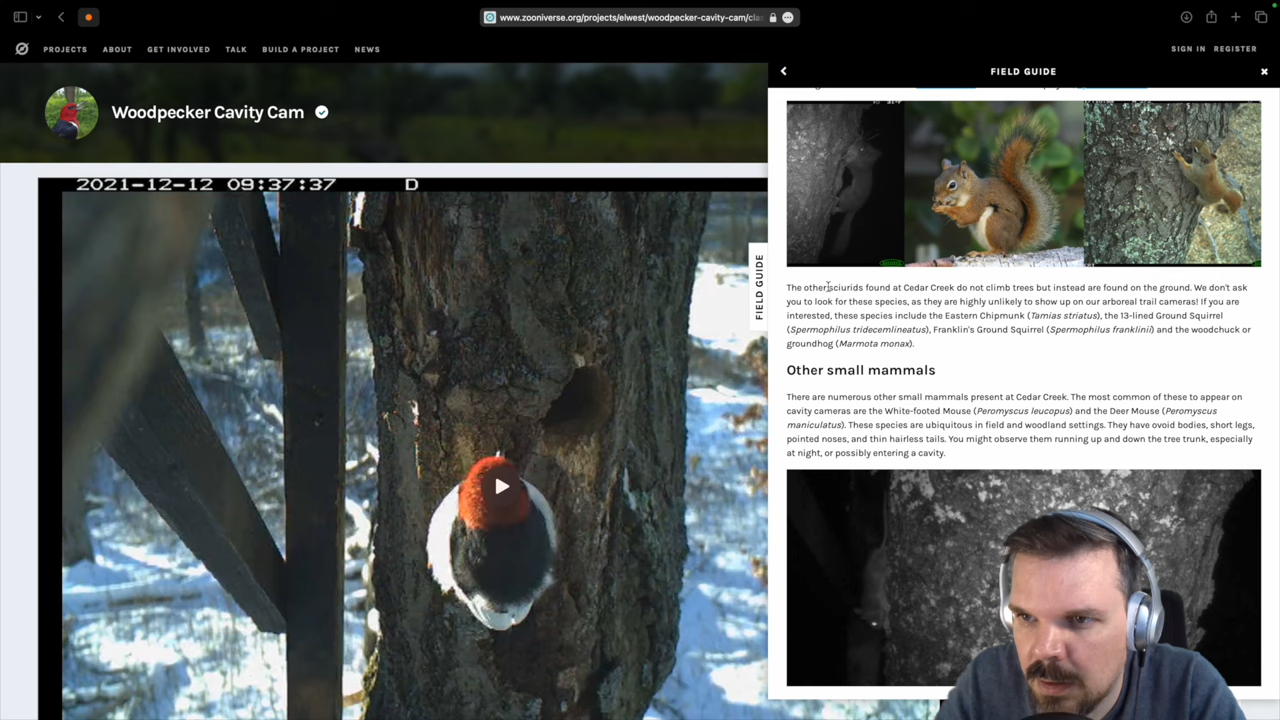 www.zooniverse.org/projects/elwest/woodpecker-cavity-cam/cla
PROJECTS ABOUT GET INVOLVED TALK BUILD A PROJECT NEWS
SIGN IN REGISTER
FIELD GUIDE
Woodpecker Cavity Cam
2021-12-12 09:37:37 D
FIELD GUIDE
The other sciurids found at Cedar Creek do not climb trees but instead are found on the ground. We don't ask
you to look for these species, as they are highly unlikely to show up on our arboreal trail cameras! If you are
interested, these species include the Eastern Chipmunk (Tamias striatus), the 13-lined Ground Squirrel
(Spermophilus tridecemlineatus), Franklin's Ground Squirrel (Spermophilus franklinii) and the woodchuck or
groundhog (Marmota monax).
Other small mammals
There are numerous other small mammals present at Cedar Creek. The most common of these to appear on
cavity cameras are the White-footed Mouse (Peromyscus leucopus) and the Deer Mouse (Peromyscus
maniculatus). These species are ubiquitous in field and woodland settings. They have ovoid bodies, short legs,
pointed noses, and thin hairless tails. You might observe them running up and down the tree trunk, especially
at night, or possibly entering a cavity.